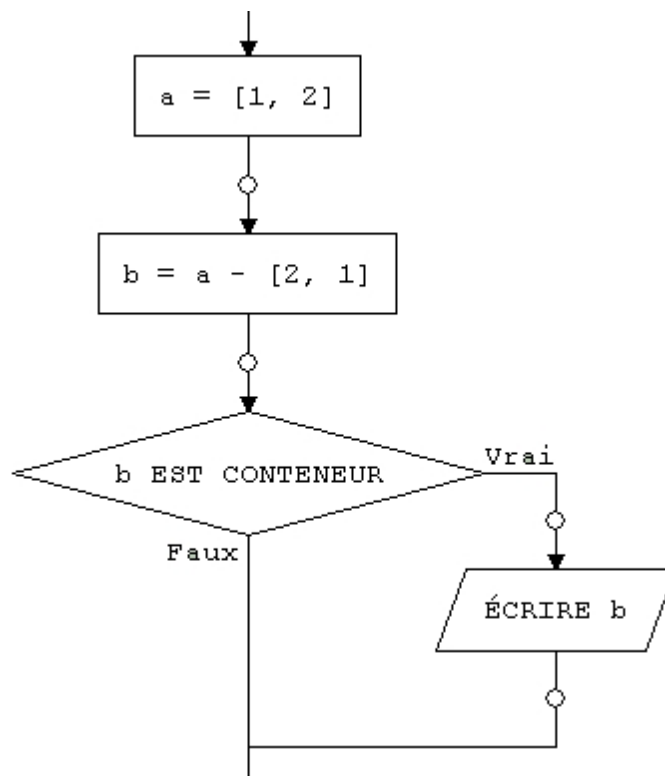 a = [1, 2]
b = a - [2, 1]
b EST CONTENEUR
Vrai
Faux
ÉCRIRE b